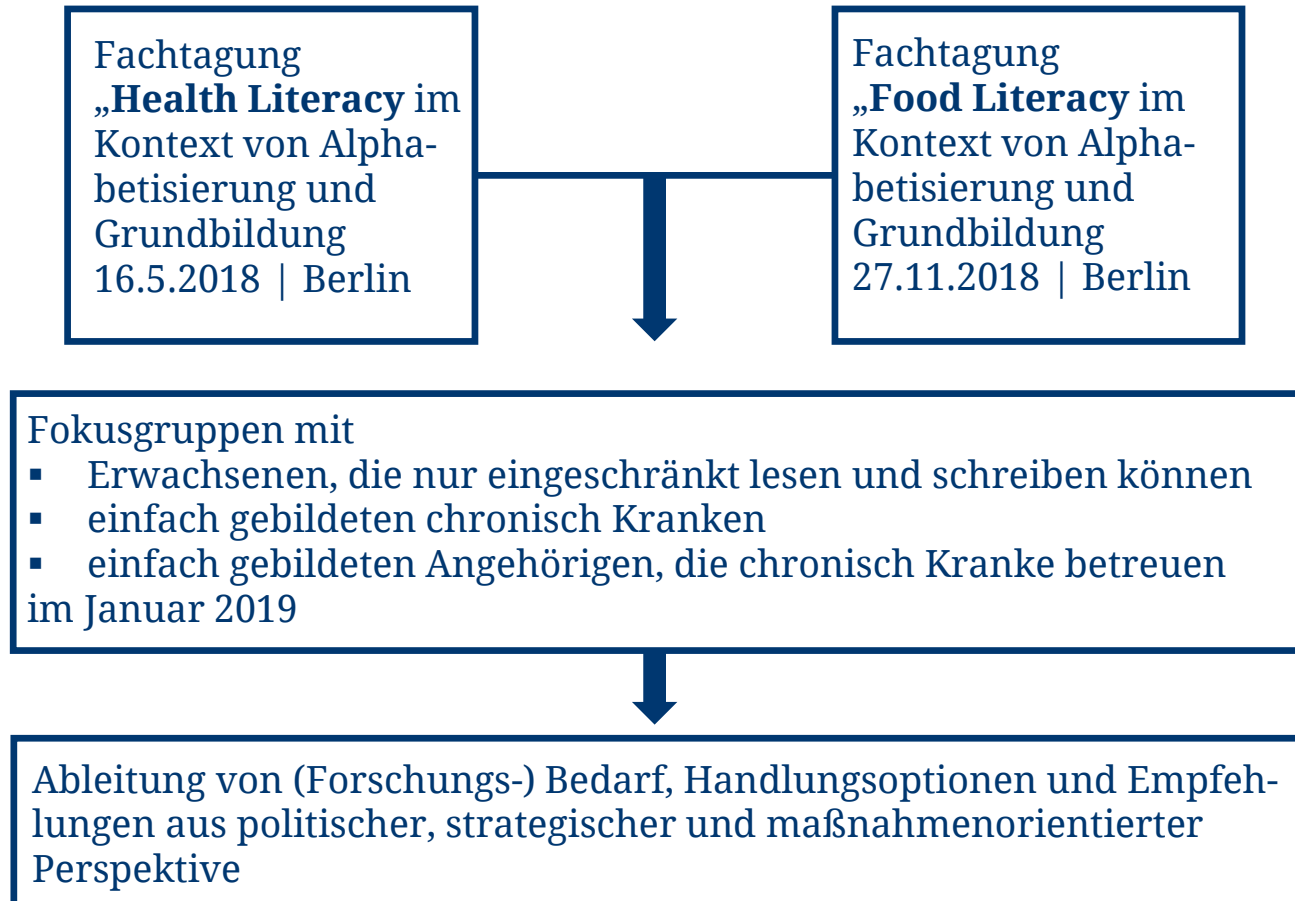 Fachtagung
„Health Literacy im
Kontext von Alpha-
betisierung und
Grundbildung
16.5.2018 | Berlin
Fachtagung
„Food Literacy im
Kontext von Alpha-
betisierung und
Grundbildung
27.11.2018 | Berlin
Fokusgruppen mit
▪ Erwachsenen, die nur eingeschränkt lesen und schreiben können
▪ einfach gebildeten chronisch Kranken
▪ einfach gebildeten Angehörigen, die chronisch Kranke betreuen
im Januar 2019
Ableitung von (Forschungs-) Bedarf, Handlungsoptionen und Empfeh-
lungen aus politischer, strategischer und maßnahmenorientierter
Perspektive